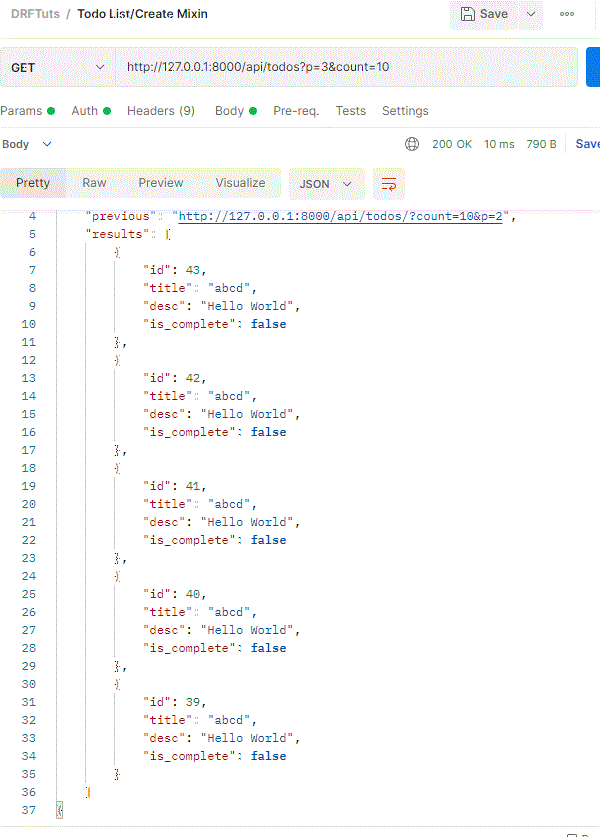 DRFTuts / Todo List/Create Mixin Save
GET http://127.0.0.1:8000/api/todos?p=3&count=10
Params Auth Headers (9) Body Pre-req. Tests Settings
Body 200 OK 10 ms 790 B Save
Pretty Raw Preview Visualize JSON
4 "previous": "http://127.0.0.1:8000/api/todos/?count=10&p=2",
5 "results": [
6 {
7 "id": 43,
8 "title": "abcd",
9 "desc": "Hello World",
10 "is_complete": false
11 },
12 {
13 "id": 42,
14 "title": "abcd",
15 "desc": "Hello World",
16 "is_complete": false
17 },
18 {
19 "id": 41,
20 "title": "abcd",
21 "desc": "Hello World",
22 "is_complete": false
23 },
24 {
25 "id": 40,
26 "title": "abcd",
27 "desc": "Hello World",
28 "is_complete": false
29 },
30 {
31 "id": 39,
32 "title": "abcd",
33 "desc": "Hello World",
34 "is_complete": false
35 }
36 ]
37 }